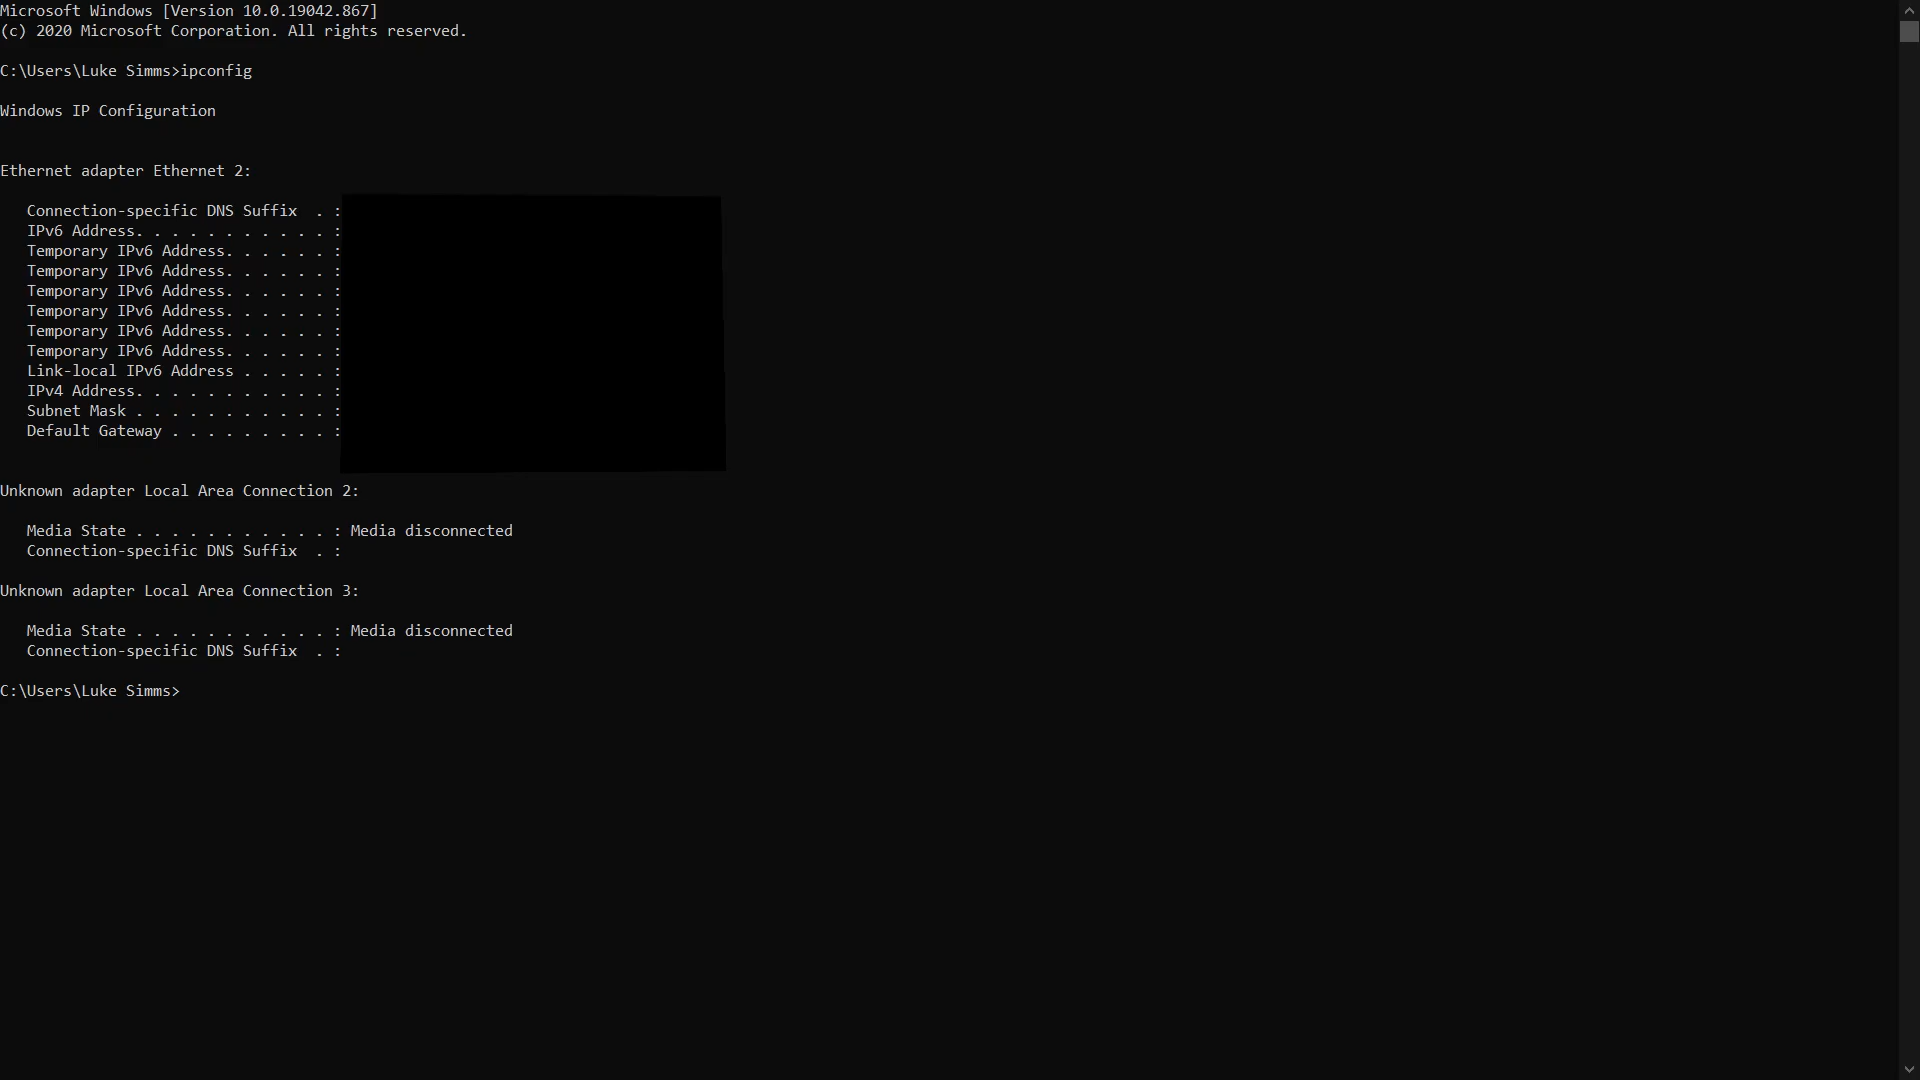 Microsoft Windows [Version 10.0.19042.867]
(c) 2020 Microsoft Corporation. All rights reserved.
C:\Users\Luke Simms>ipconfig
Windows IP Configuration
Ethernet adapter Ethernet 2:
   Connection-specific DNS Suffix  . :
   IPv6 Address. . . . . . . . . . . :
   Temporary IPv6 Address. . . . . . :
   Temporary IPv6 Address. . . . . . :
   Temporary IPv6 Address. . . . . . :
   Temporary IPv6 Address. . . . . . :
   Temporary IPv6 Address. . . . . . :
   Temporary IPv6 Address. . . . . . :
   Link-local IPv6 Address . . . . . :
   IPv4 Address. . . . . . . . . . . :
   Subnet Mask . . . . . . . . . . . :
   Default Gateway . . . . . . . . . :
Unknown adapter Local Area Connection 2:
   Media State . . . . . . . . . . . : Media disconnected
   Connection-specific DNS Suffix  . :
Unknown adapter Local Area Connection 3:
   Media State . . . . . . . . . . . : Media disconnected
   Connection-specific DNS Suffix  . :
C:\Users\Luke Simms>